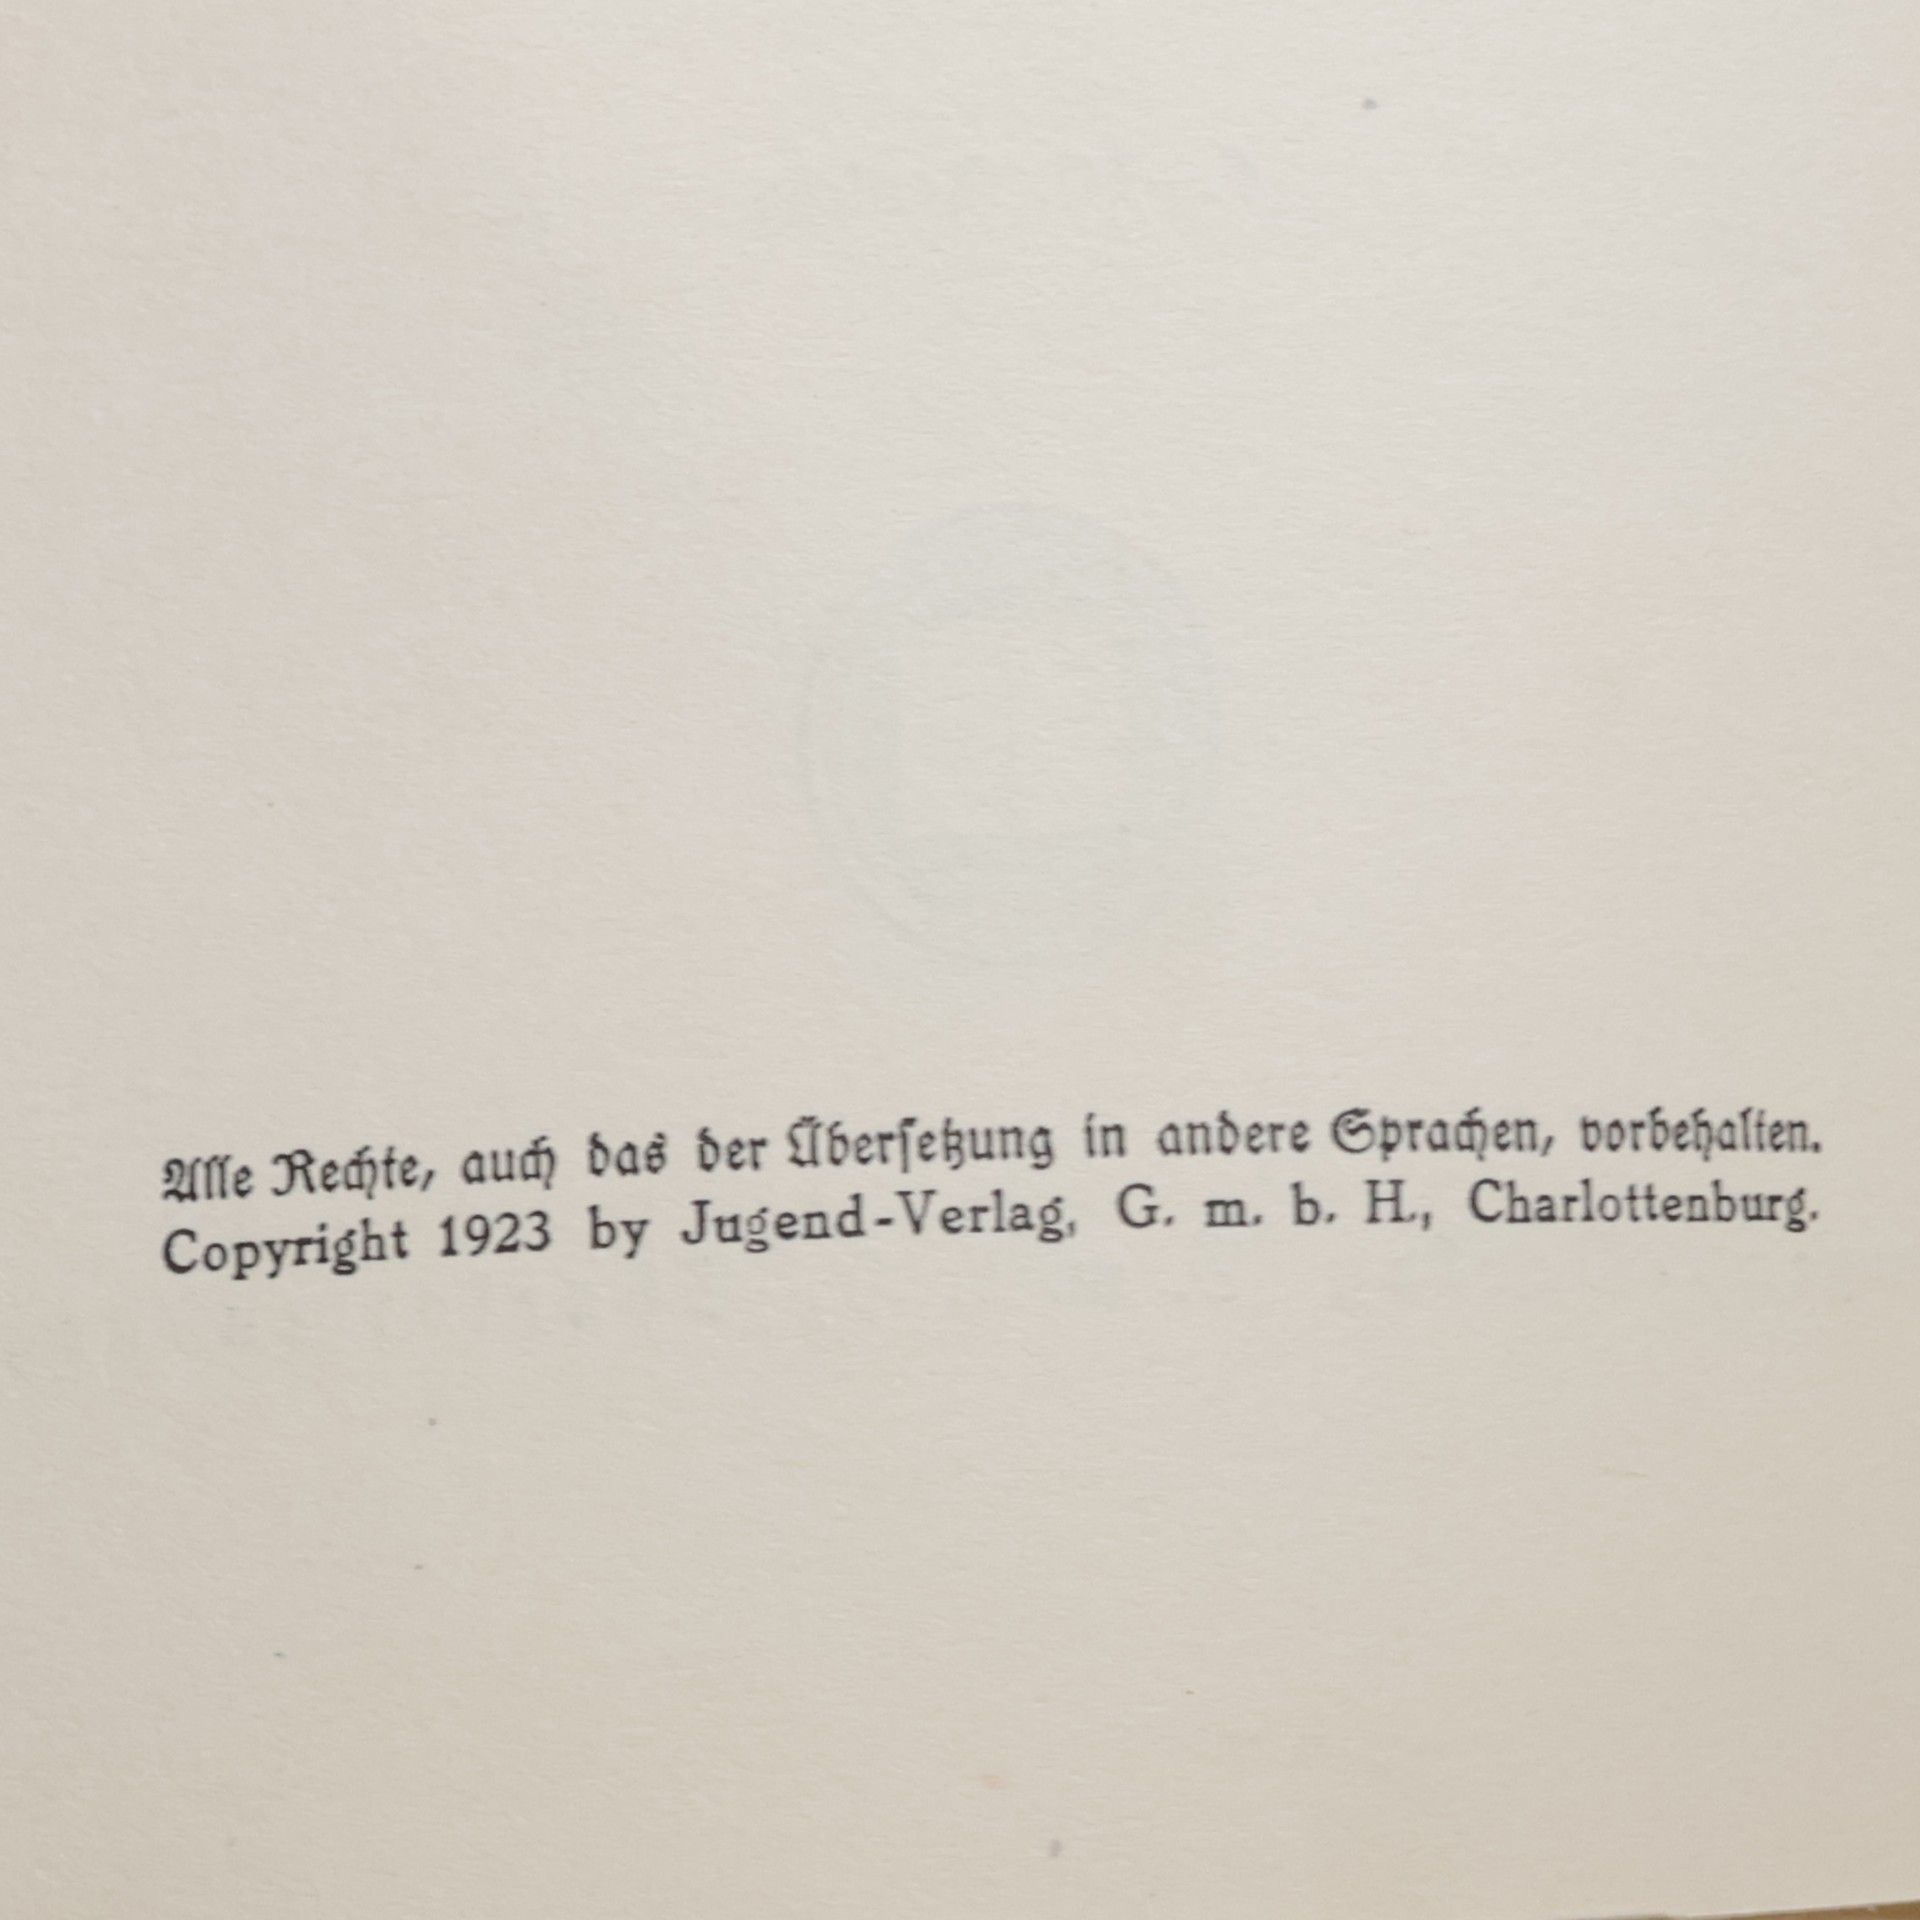 Alle Rechte, auch das der Überſetzung in andere Sprachen, vorbehalten.
Copyright 1923 by Jugend-Verlag, G. m. b. H., Charlottenburg.